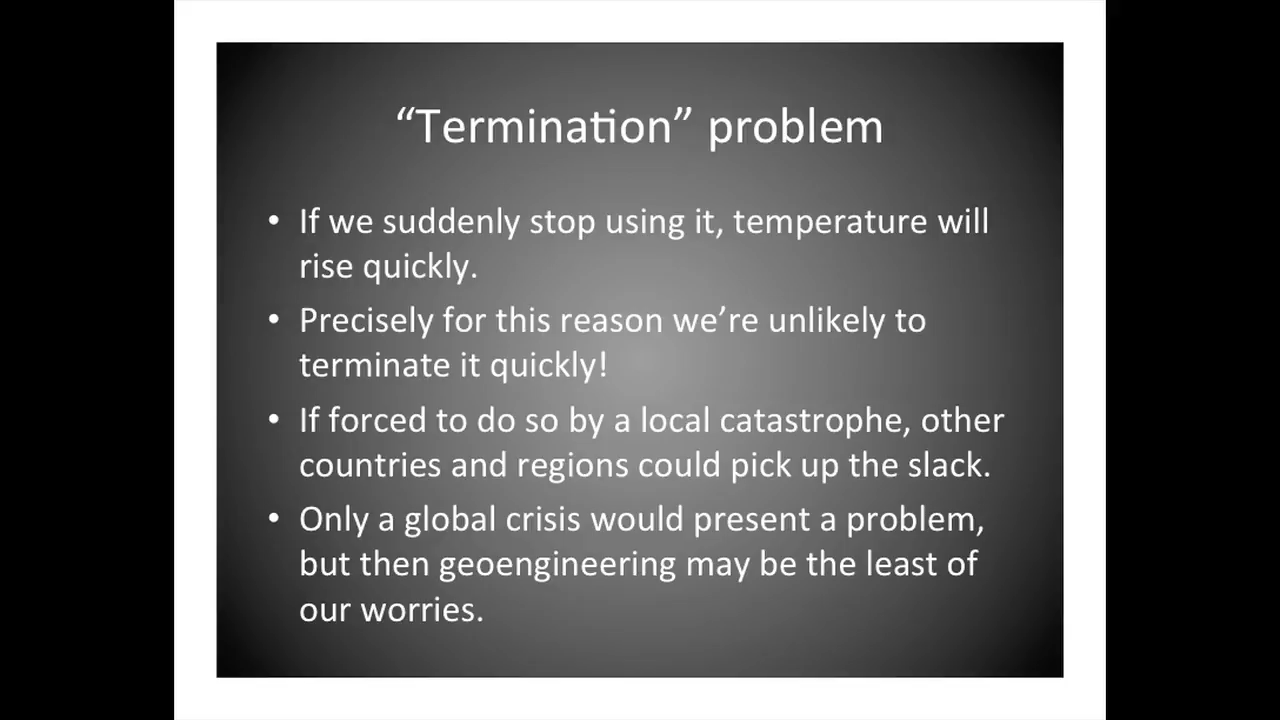 “Termination” problem
• If we suddenly stop using it, temperature will
rise quickly.
• Precisely for this reason we’re unlikely to
terminate it quickly!
• If forced to do so by a local catastrophe, other
countries and regions could pick up the slack.
• Only a global crisis would present a problem,
but then geoengineering may be the least of
our worries.